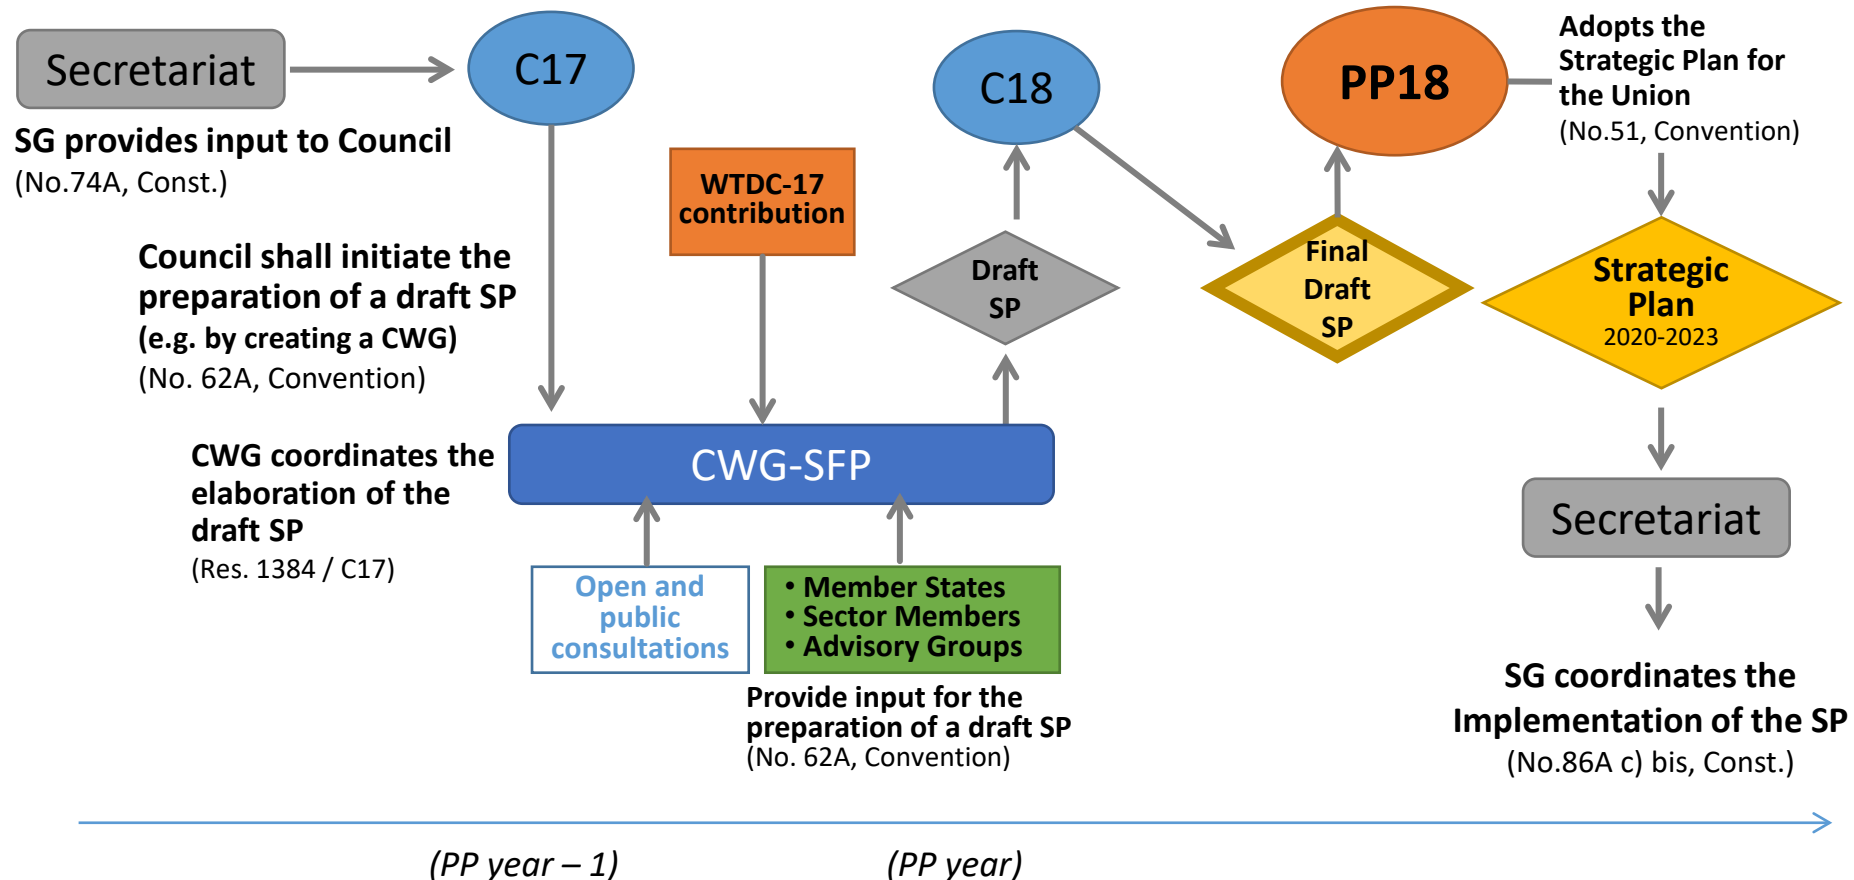 Secretariat
C17
SG provides input to Council
(No.74A, Const.)
Council shall initiate the
preparation of a draft SP
(e.g. by creating a CWG)
(No. 62A, Convention)
WTDC-17
contribution
CWG coordinates the
elaboration of the
draft SP
(Res. 1384 / C17)
CWG-SFP
Open and
public
consultations
• Member States
• Sector Members
• Advisory Groups
Provide input for the
preparation of a draft SP
(No. 62A, Convention)
Draft
SP
C18
Final
Draft
SP
PP18
Adopts the
Strategic Plan for
the Union
(No.51, Convention)
Strategic
Plan
2020-2023
Secretariat
SG coordinates the
Implementation of the SP
(No.86A c) bis, Const.)
(PP year – 1)
(PP year)